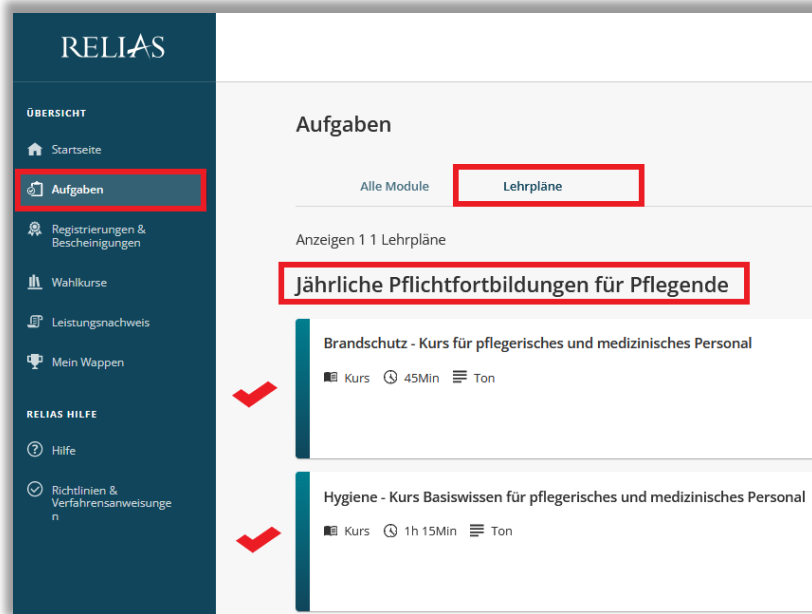 RELIAS
ÜBERSICHT
Startseite
Aufgaben
Registrierungen &
Bescheinigungen
Wahlkurse
Leistungsnachweis
Mein Wappen
RELIAS HILFE
Hilfe
Richtlinien &
Verfahrensanweisunge
n
Aufgaben
Alle Module
Lehrpläne
Anzeigen 1 1 Lehrpläne
Jährliche Pflichtfortbildungen für Pflegende
Brandschutz - Kurs für pflegerisches und medizinisches Personal
Kurs 45Min Ton
Hygiene - Kurs Basiswissen für pflegerisches und medizinisches Personal
Kurs 1h 15Min Ton